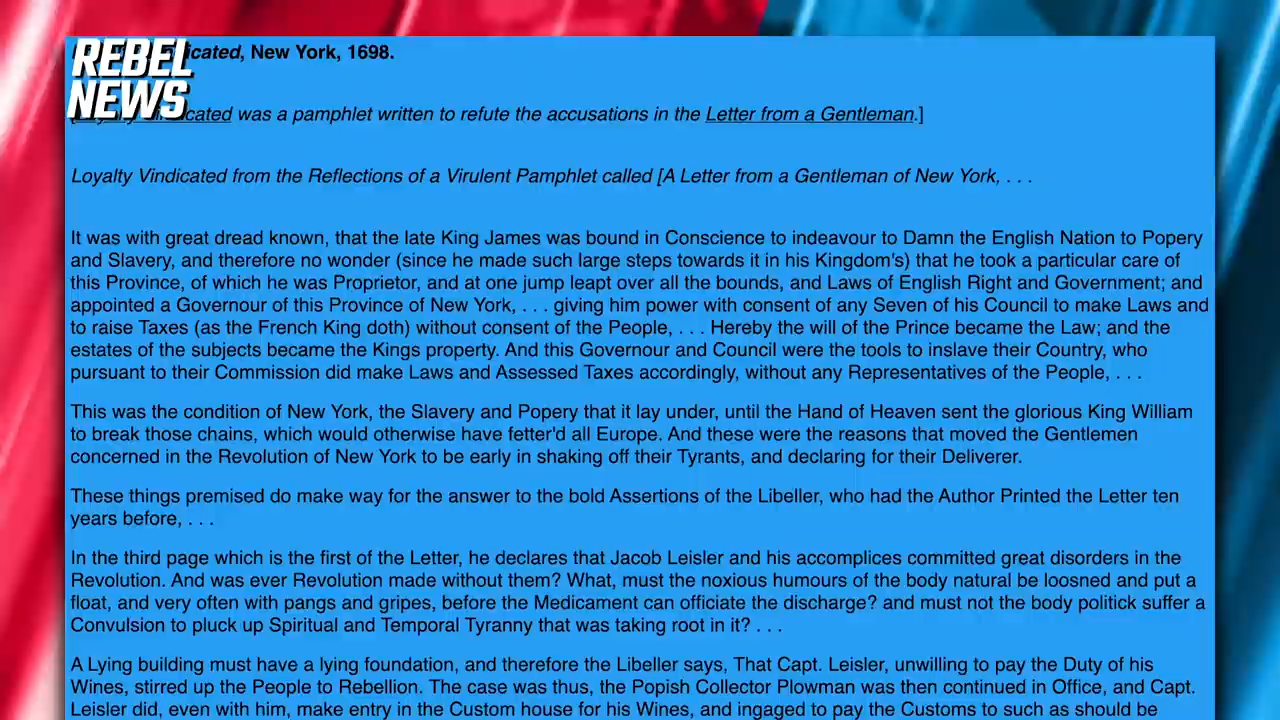 REBEL
NEWS
icated, New York, 1698.
icated was a pamphlet written to refute the accusations in the Letter from a Gentleman.]
Loyalty Vindicated from the Reflections of a Virulent Pamphlet called [A Letter from a Gentleman of New York, . . .
It was with great dread known, that the late King James was bound in Conscience to indeavour to Damn the English Nation to Popery
and Slavery, and therefore no wonder (since he made such large steps towards it in his Kingdom's) that he took a particular care of
this Province, of which he was Proprietor, and at one jump leapt over all the bounds, and Laws of English Right and Government; and
appointed a Governour of this Province of New York, . . . giving him power with consent of any Seven of his Council to make Laws and
to raise Taxes (as the French King doth) without consent of the People, . . . Hereby the will of the Prince became the Law; and the
estates of the subjects became the Kings property. And this Governour and Council were the tools to inslave their Country, who
pursuant to their Commission did make Laws and Assessed Taxes accordingly, without any Representatives of the People, . . .
This was the condition of New York, the Slavery and Popery that it lay under, until the Hand of Heaven sent the glorious King William
to break those chains, which would otherwise have fetter'd all Europe. And these were the reasons that moved the Gentlemen
concerned in the Revolution of New York to be early in shaking off their Tyrants, and declaring for their Deliverer.
These things premised do make way for the answer to the bold Assertions of the Libeller, who had the Author Printed the Letter ten
years before, . . .
In the third page which is the first of the Letter, he declares that Jacob Leisler and his accomplices committed great disorders in the
Revolution. And was ever Revolution made without them? What, must the noxious humours of the body natural be loosned and put a
float, and very often with pangs and gripes, before the Medicament can officiate the discharge? and must not the body politick suffer a
Convulsion to pluck up Spiritual and Temporal Tyranny that was taking root in it? . . .
A Lying building must have a lying foundation, and therefore the Libeller says, That Capt. Leisler, unwilling to pay the Duty of his
Wines, stirred up the People to Rebellion. The case was thus, the Popish Collector Plowman was then continued in Office, and Capt.
Leisler did, even with him, make entry in the Custom house for his Wines, and ingaged to pay the Customs to such as should be